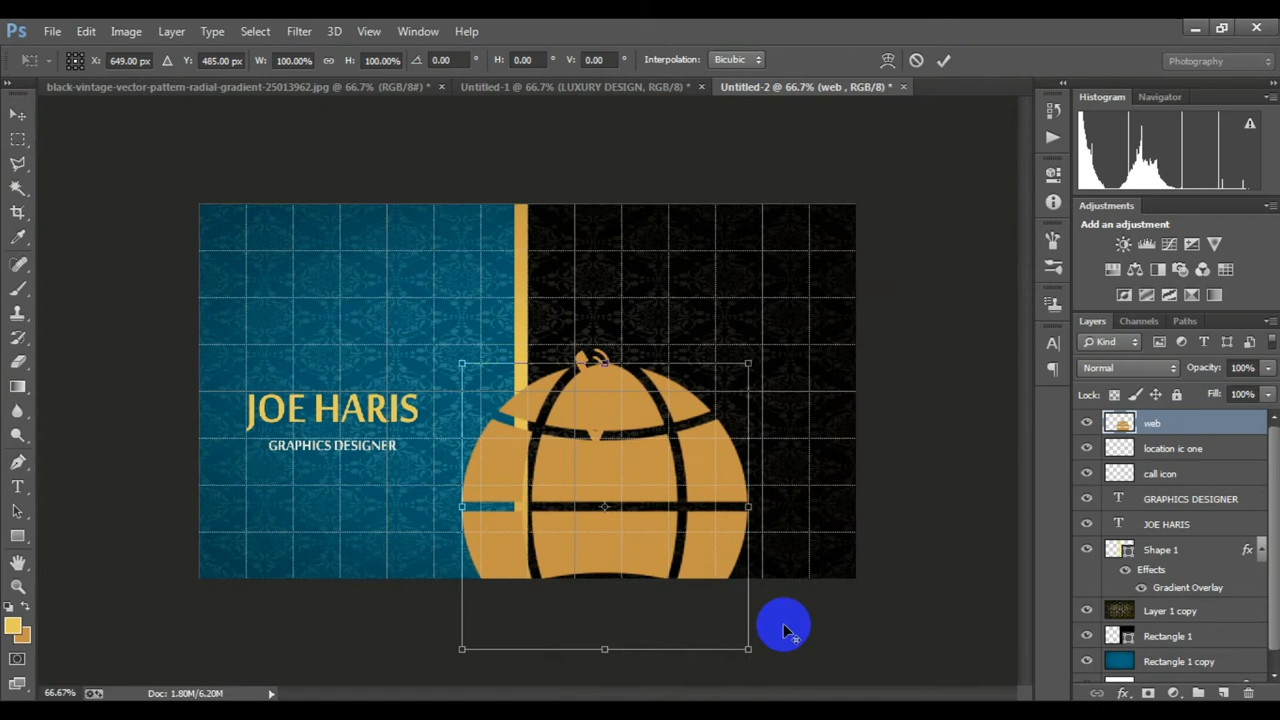 Ps File Edit Image Layer Type Select Filter 3D View Window Help
X: 649.00 px Y: 485.00 px W: 100.00% H: 100.00% 0.00 ° H: 0.00 ° V: 0.00 ° Interpolation: Bicubic Photography
black-vintage-vector-pattern-radial-gradient-25013962.jpg @ 66.7% (RGB/8#) * × Untitled-1 @ 66.7% (LUXURY DESIGN, RGB/8) * × Untitled-2 @ 66.7% (web , RGB/8) * ×
Histogram Navigator
Adjustments
Add an adjustment
Layers Channels Paths
Kind
Normal Opacity: 100%
Lock: Fill: 100%
web
location ic one
call icon
T GRAPHICS DESIGNER
T JOE HARIS
Shape 1 fx
Effects
Gradient Overlay
Layer 1 copy
Rectangle 1
Rectangle 1 copy
JOE HARIS
GRAPHICS DESIGNER
66.67% Doc: 1.80M/6.20M